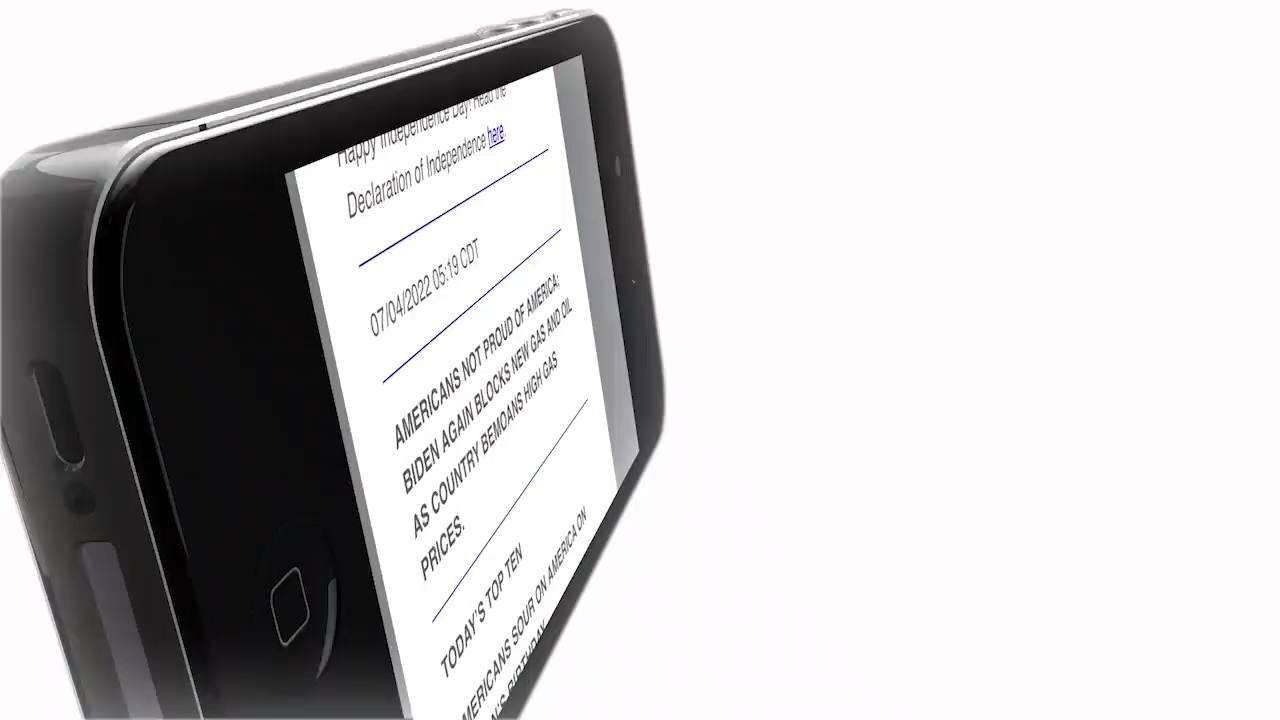 Happy Independence Day! Read the
Declaration of Independence here.
07/04/2022 05:19 CDT
AMERICANS NOT PROUD OF AMERICA;
BIDEN AGAIN BLOCKS NEW GAS AND OIL
AS COUNTRY BEMOANS HIGH GAS
PRICES.
TODAY'S TOP TEN
AMERICANS SOUR ON AMERICA ON
BIRTHDAY